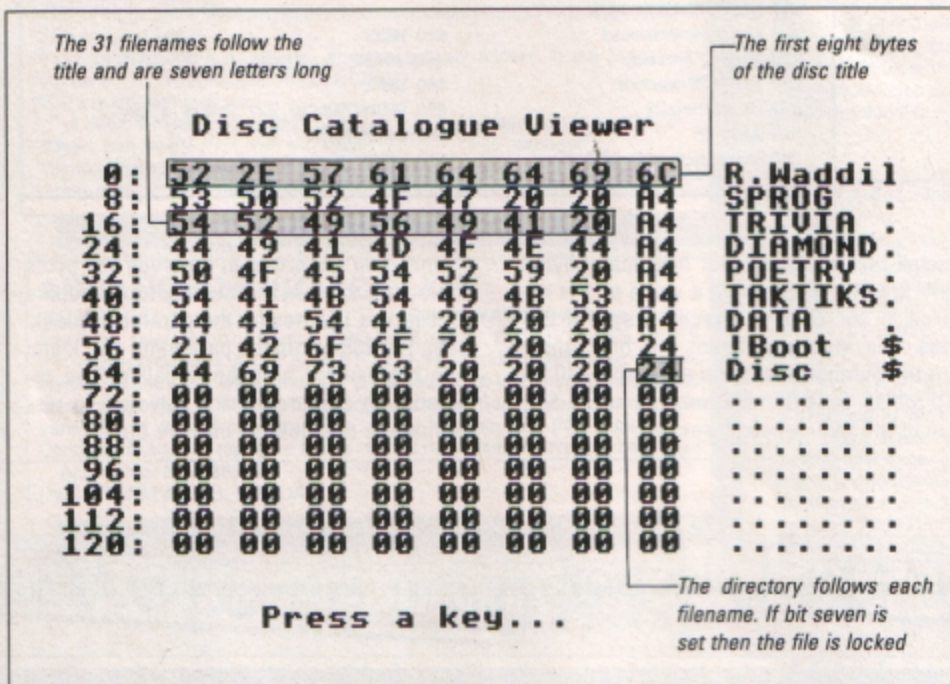 The 31 filenames follow the
title and are seven letters long
The first eight bytes
of the disc title
Disc Catalogue Viewer
0: 52 2E 57 61 64 64 69 6C R.Waddil
8: 53 50 52 4F 47 20 20 A4 SPROG .
16: 54 52 49 56 49 41 20 A4 TRIVIA .
24: 44 49 41 4D 4F 4E 44 A4 DIAMOND.
32: 50 4F 45 54 52 59 20 A4 POETRY .
40: 54 41 4B 54 49 4B 53 A4 TAKTIKS.
48: 44 41 54 41 20 20 20 A4 DATA .
56: 21 42 6F 6F 74 20 20 24 !Boot $
64: 44 69 73 63 20 20 20 24 Disc $
72: 00 00 00 00 00 00 00 00 ........
80: 00 00 00 00 00 00 00 00 ........
88: 00 00 00 00 00 00 00 00 ........
96: 00 00 00 00 00 00 00 00 ........
104: 00 00 00 00 00 00 00 00 ........
112: 00 00 00 00 00 00 00 00 ........
120: 00 00 00 00 00 00 00 00 ........
The directory follows each
filename. If bit seven is
set then the file is locked
Press a key...